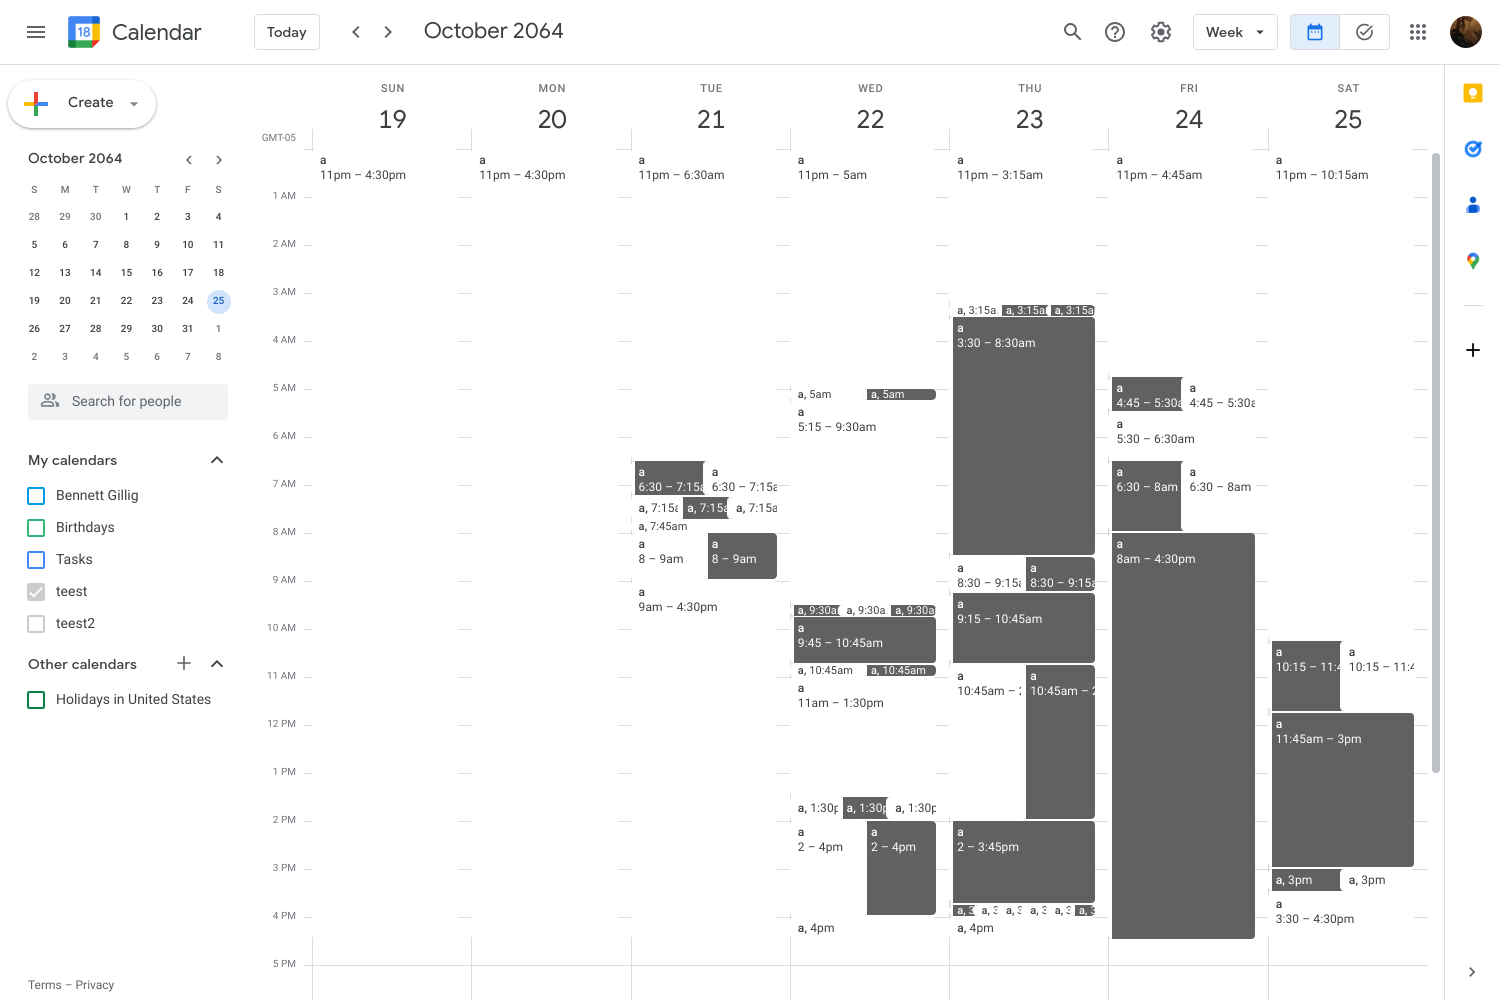 18 Calendar
Today
October 2064
Week
Create
SUN MON TUE WED THU FRI SAT
19 20 21 22 23 24 25
GMT-05
October 2064
S M T W T F S
28 29 30 1 2 3 4
5 6 7 8 9 10 11
12 13 14 15 16 17 18
19 20 21 22 23 24 25
26 27 28 29 30 31 1
2 3 4 5 6 7 8
Search for people
My calendars
Bennett Gillig
Birthdays
Tasks
teest
teest2
Other calendars
Holidays in United States
Terms – Privacy
1 AM
2 AM
3 AM
4 AM
5 AM
6 AM
7 AM
8 AM
9 AM
10 AM
11 AM
12 PM
1 PM
2 PM
3 PM
4 PM
5 PM
a
11pm – 4:30pm
a
11pm – 4:30pm
a
11pm – 6:30am
a
6:30 – 7:15a
a
6:30 – 7:15a
a, 7:15a
a, 7:15a
a, 7:15a
a, 7:45am
a
8 – 9am
a
8 – 9am
a
9am – 4:30pm
a
11pm – 5am
a, 5am
a, 5am
a
5:15 – 9:30am
a, 9:30a
a, 9:30a
a, 9:30a
a
9:45 – 10:45am
a, 10:45am
a, 10:45am
a
11am – 1:30pm
a, 1:30p
a, 1:30p
a, 1:30p
a
2 – 4pm
a
2 – 4pm
a, 4pm
a
11pm – 3:15am
a, 3:15a
a, 3:15a
a, 3:15a
a
3:30 – 8:30am
a
8:30 – 9:15a
a
8:30 – 9:15a
a
9:15 – 10:45am
a
10:45am – 2
a
10:45am – 2
a
2 – 3:45pm
a, 3
a, 3
a, 3
a, 3
a, 3
a, 3
a, 4pm
a
11pm – 4:45am
a
4:45 – 5:30a
a
4:45 – 5:30a
a
5:30 – 6:30am
a
6:30 – 8am
a
6:30 – 8am
a
8am – 4:30pm
a
11pm – 10:15am
a
10:15 – 11:4
a
10:15 – 11:4
a
11:45am – 3pm
a, 3pm
a, 3pm
a
3:30 – 4:30pm